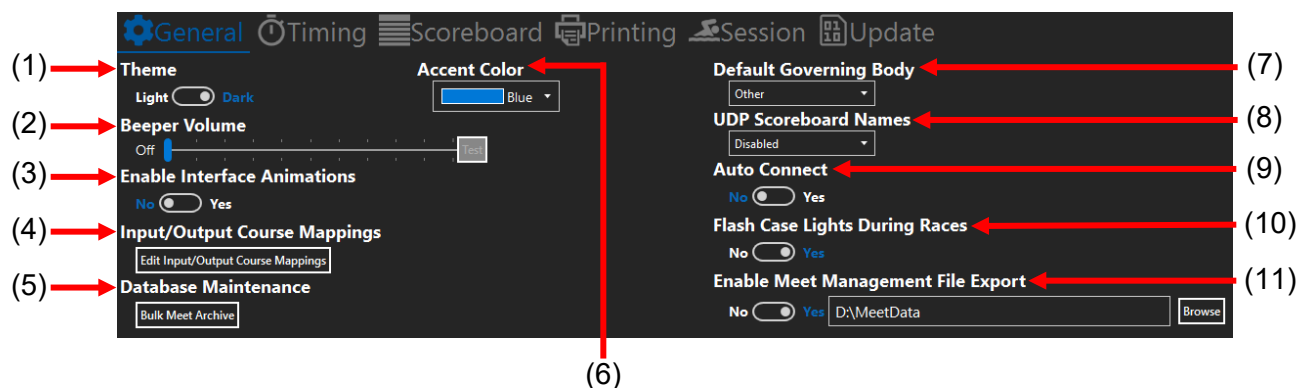 General Timing Scoreboard Printing Session Update
(1) Theme
Light Dark
(2) Beeper Volume
Off Test
(3) Enable Interface Animations
No Yes
(4) Input/Output Course Mappings
Edit Input/Output Course Mappings
(5) Database Maintenance
Bulk Meet Archive
Accent Color
Blue
(6)
Default Governing Body (7)
Other
UDP Scoreboard Names (8)
Disabled
Auto Connect (9)
No Yes
Flash Case Lights During Races (10)
No Yes
Enable Meet Management File Export (11)
No Yes D:\MeetData Browse